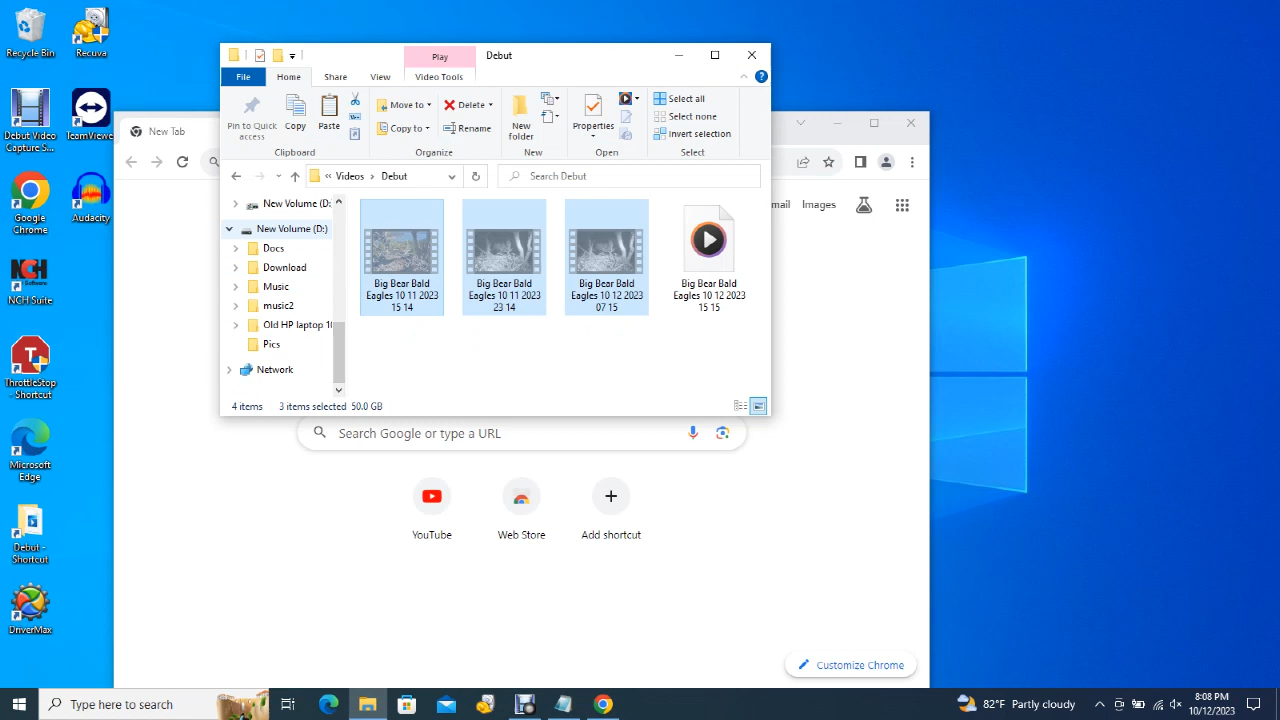 Recycle Bin
Recuva
Debut Video
Capture S...
TeamViewer
Google
Chrome
Audacity
NCH Suite
ThrottleStop
- Shortcut
Microsoft
Edge
Debut -
Shortcut
DriverMax
Play
Debut
File
Home
Share
View
Video Tools
Pin to Quick
access
Copy
Paste
Clipboard
Move to
Copy to
Delete
Rename
Organize
New
folder
New
Properties
Open
Select all
Select none
Invert selection
Select
Videos
Debut
Search Debut
New Volume (D:
New Volume (D:)
Docs
Download
Music
music2
Old HP laptop 1
Pics
Network
Big Bear Bald
Eagles 10 11 2023
15 14
Big Bear Bald
Eagles 10 11 2023
23 14
Big Bear Bald
Eagles 10 12 2023
07 15
Big Bear Bald
Eagles 10 12 2023
15 15
4 items
3 items selected 50.0 GB
New Tab
mail
Images
Search Google or type a URL
YouTube
Web Store
Add shortcut
Customize Chrome
Type here to search
82°F Partly cloudy
8:08 PM
10/12/2023